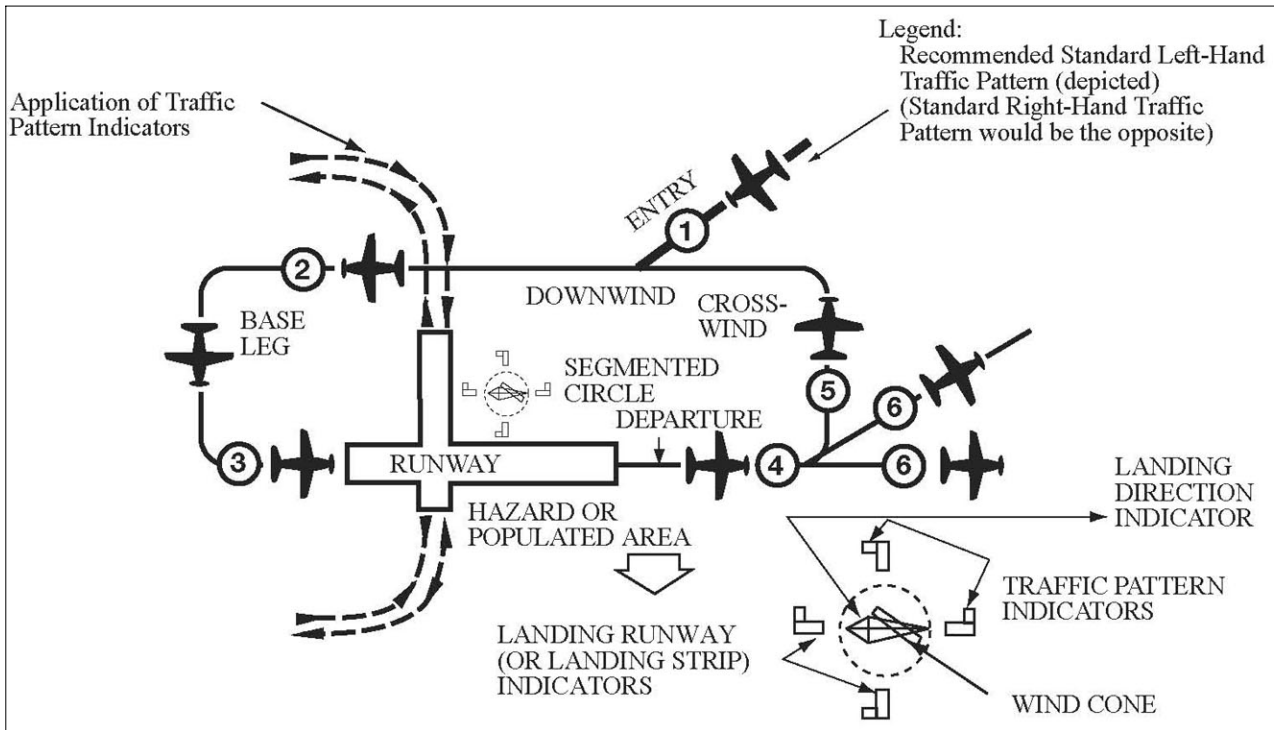 Legend:
Recommended Standard Left-Hand
Traffic Pattern (depicted)
(Standard Right-Hand Traffic
Pattern would be the opposite)
Application of Traffic
Pattern Indicators
ENTRY
1
2
DOWNWIND
CROSS-
WIND
BASE
LEG
SEGMENTED
CIRCLE
5
6
DEPARTURE
3
RUNWAY
4
6
HAZARD OR
POPULATED AREA
LANDING
DIRECTION
INDICATOR
TRAFFIC PATTERN
INDICATORS
LANDING RUNWAY
(OR LANDING STRIP)
INDICATORS
WIND CONE